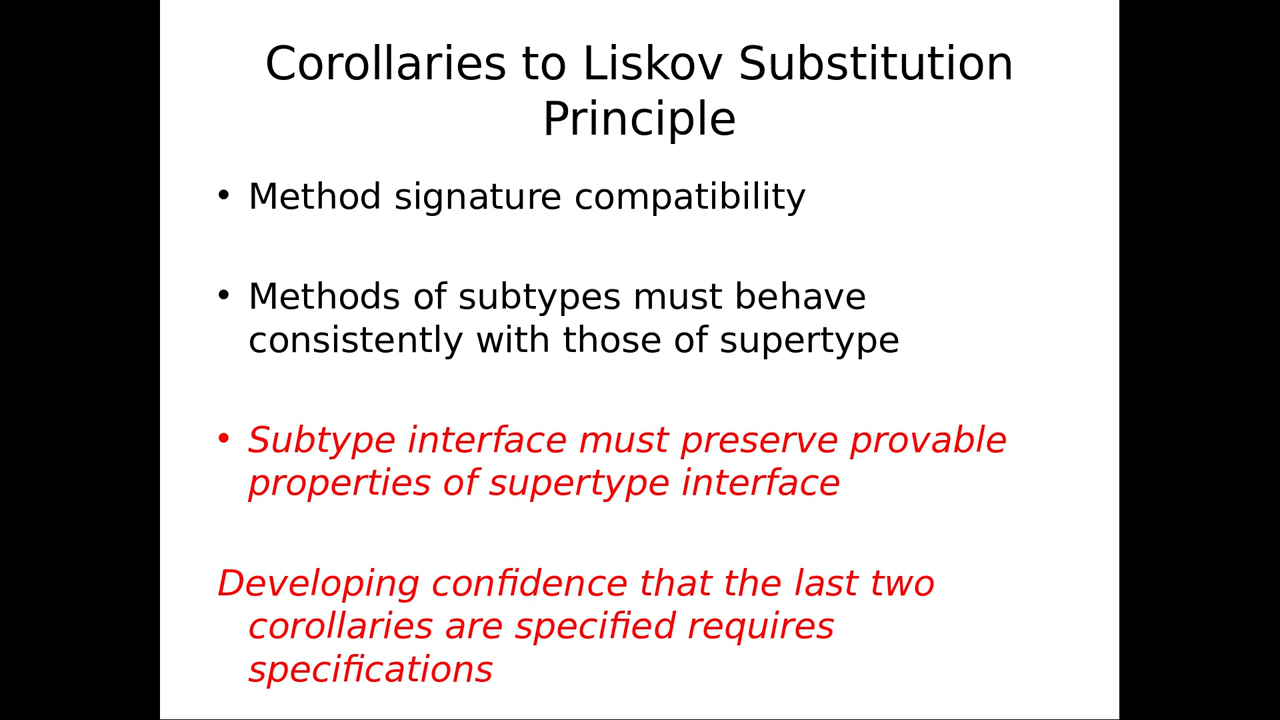 Corollaries to Liskov Substitution
Principle
• Method signature compatibility
• Methods of subtypes must behave
consistently with those of supertype
• Subtype interface must preserve provable
properties of supertype interface
Developing confidence that the last two
corollaries are specified requires
specifications